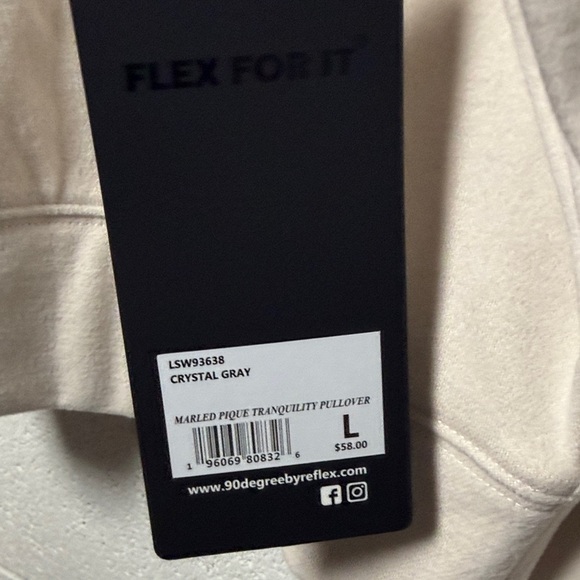 FLEX FOR IT
LSW93638
CRYSTAL GRAY
MARLED PIQUE TRANQUILITY PULLOVER
L
$58.00
1 96069 80832 6
www.90degreebyreflex.com